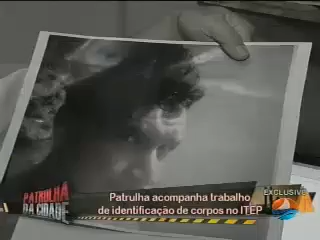 EXCLUSIVE
PATRULHA
DA CIDADE
Patrulha acompanha trabalho
de identificação de corpos no ITEP